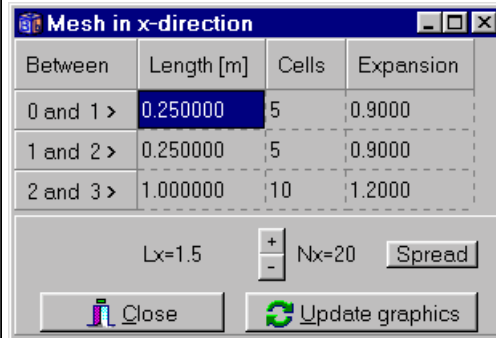 Mesh in x-direction
Between Length [m] Cells Expansion
0 and 1 > 0.250000 5 0.9000
1 and 2 > 0.250000 5 0.9000
2 and 3 > 1.000000 10 1.2000
Lx=1.5 + - Nx=20 Spread
Close Update graphics